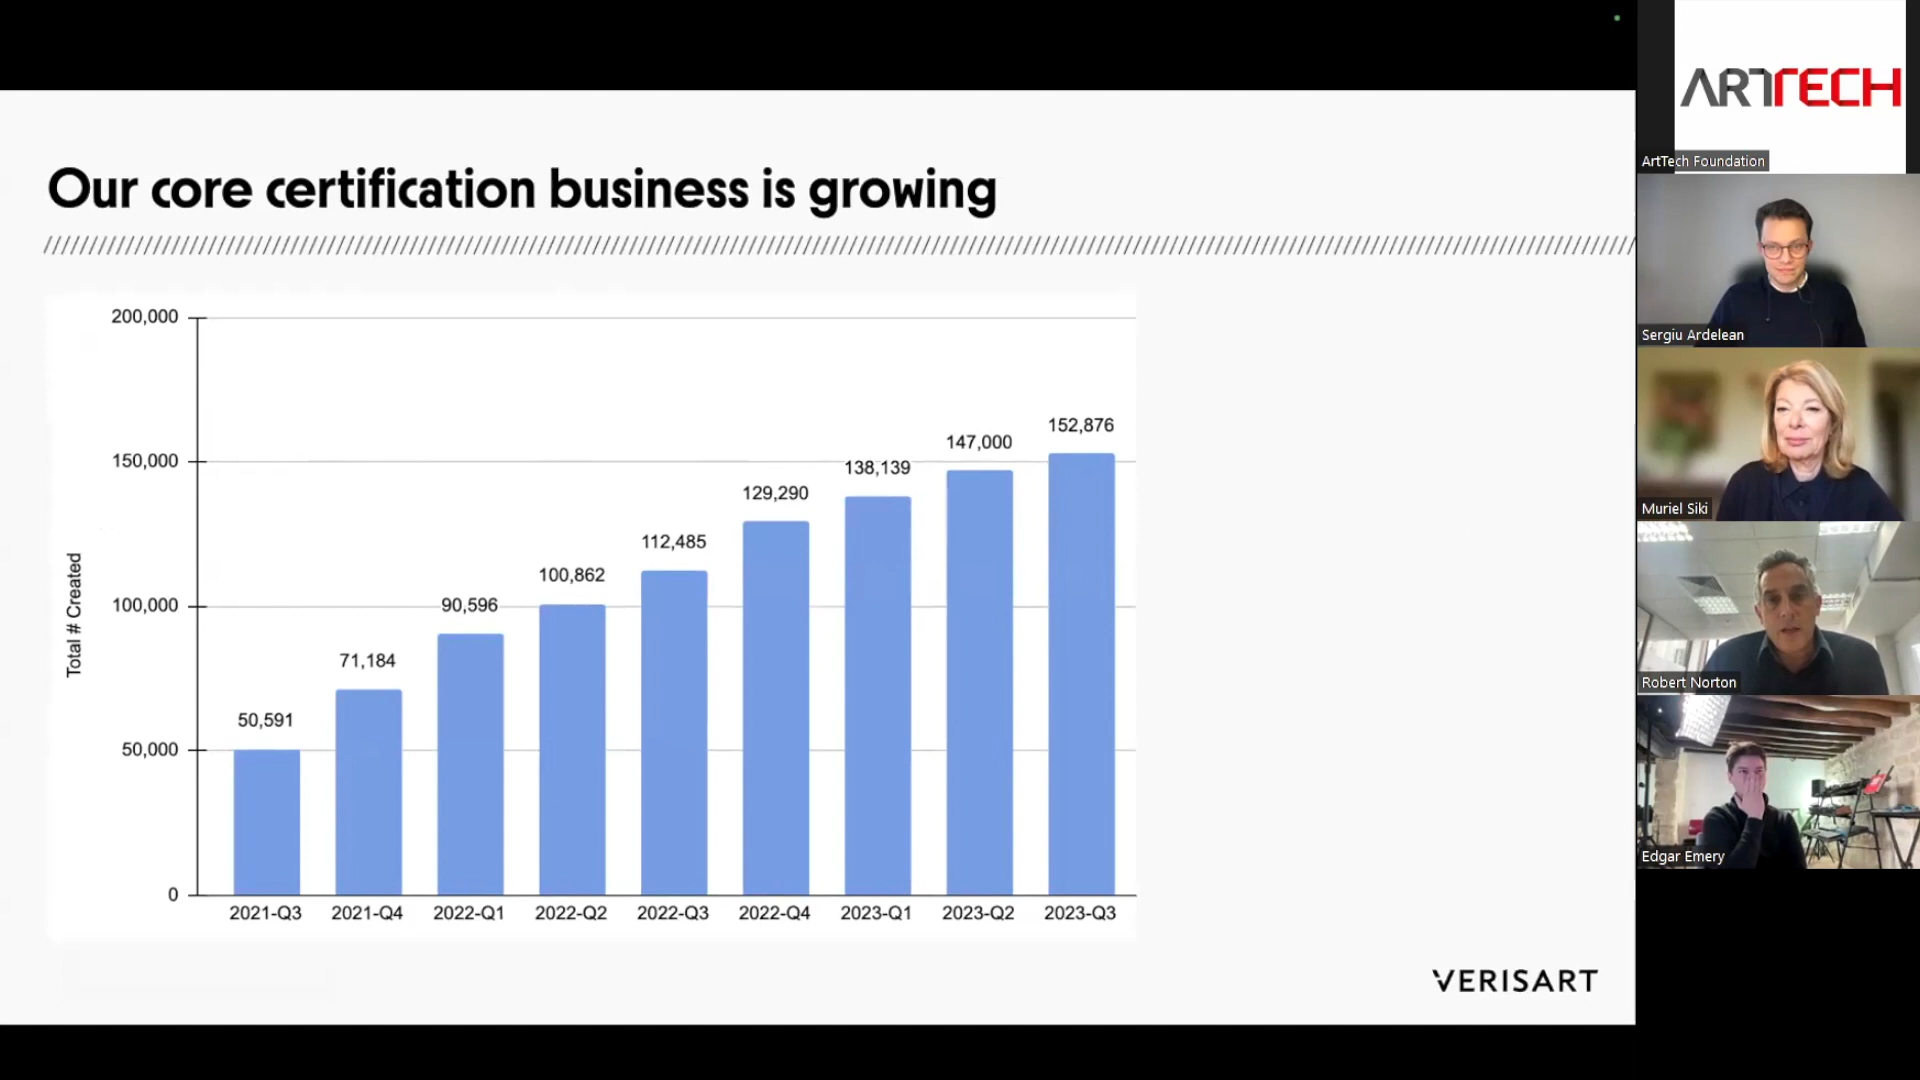 Our core certification business is growing
Total # Created
200,000
150,000
100,000
50,000
0
50,591
71,184
90,596
100,862
112,485
129,290
138,139
147,000
152,876
2021-Q3
2021-Q4
2022-Q1
2022-Q2
2022-Q3
2022-Q4
2023-Q1
2023-Q2
2023-Q3
VERISART
ARTTECH
ArtTech Foundation
Sergiu Ardelean
Muriel Siki
Robert Norton
Edgar Emery